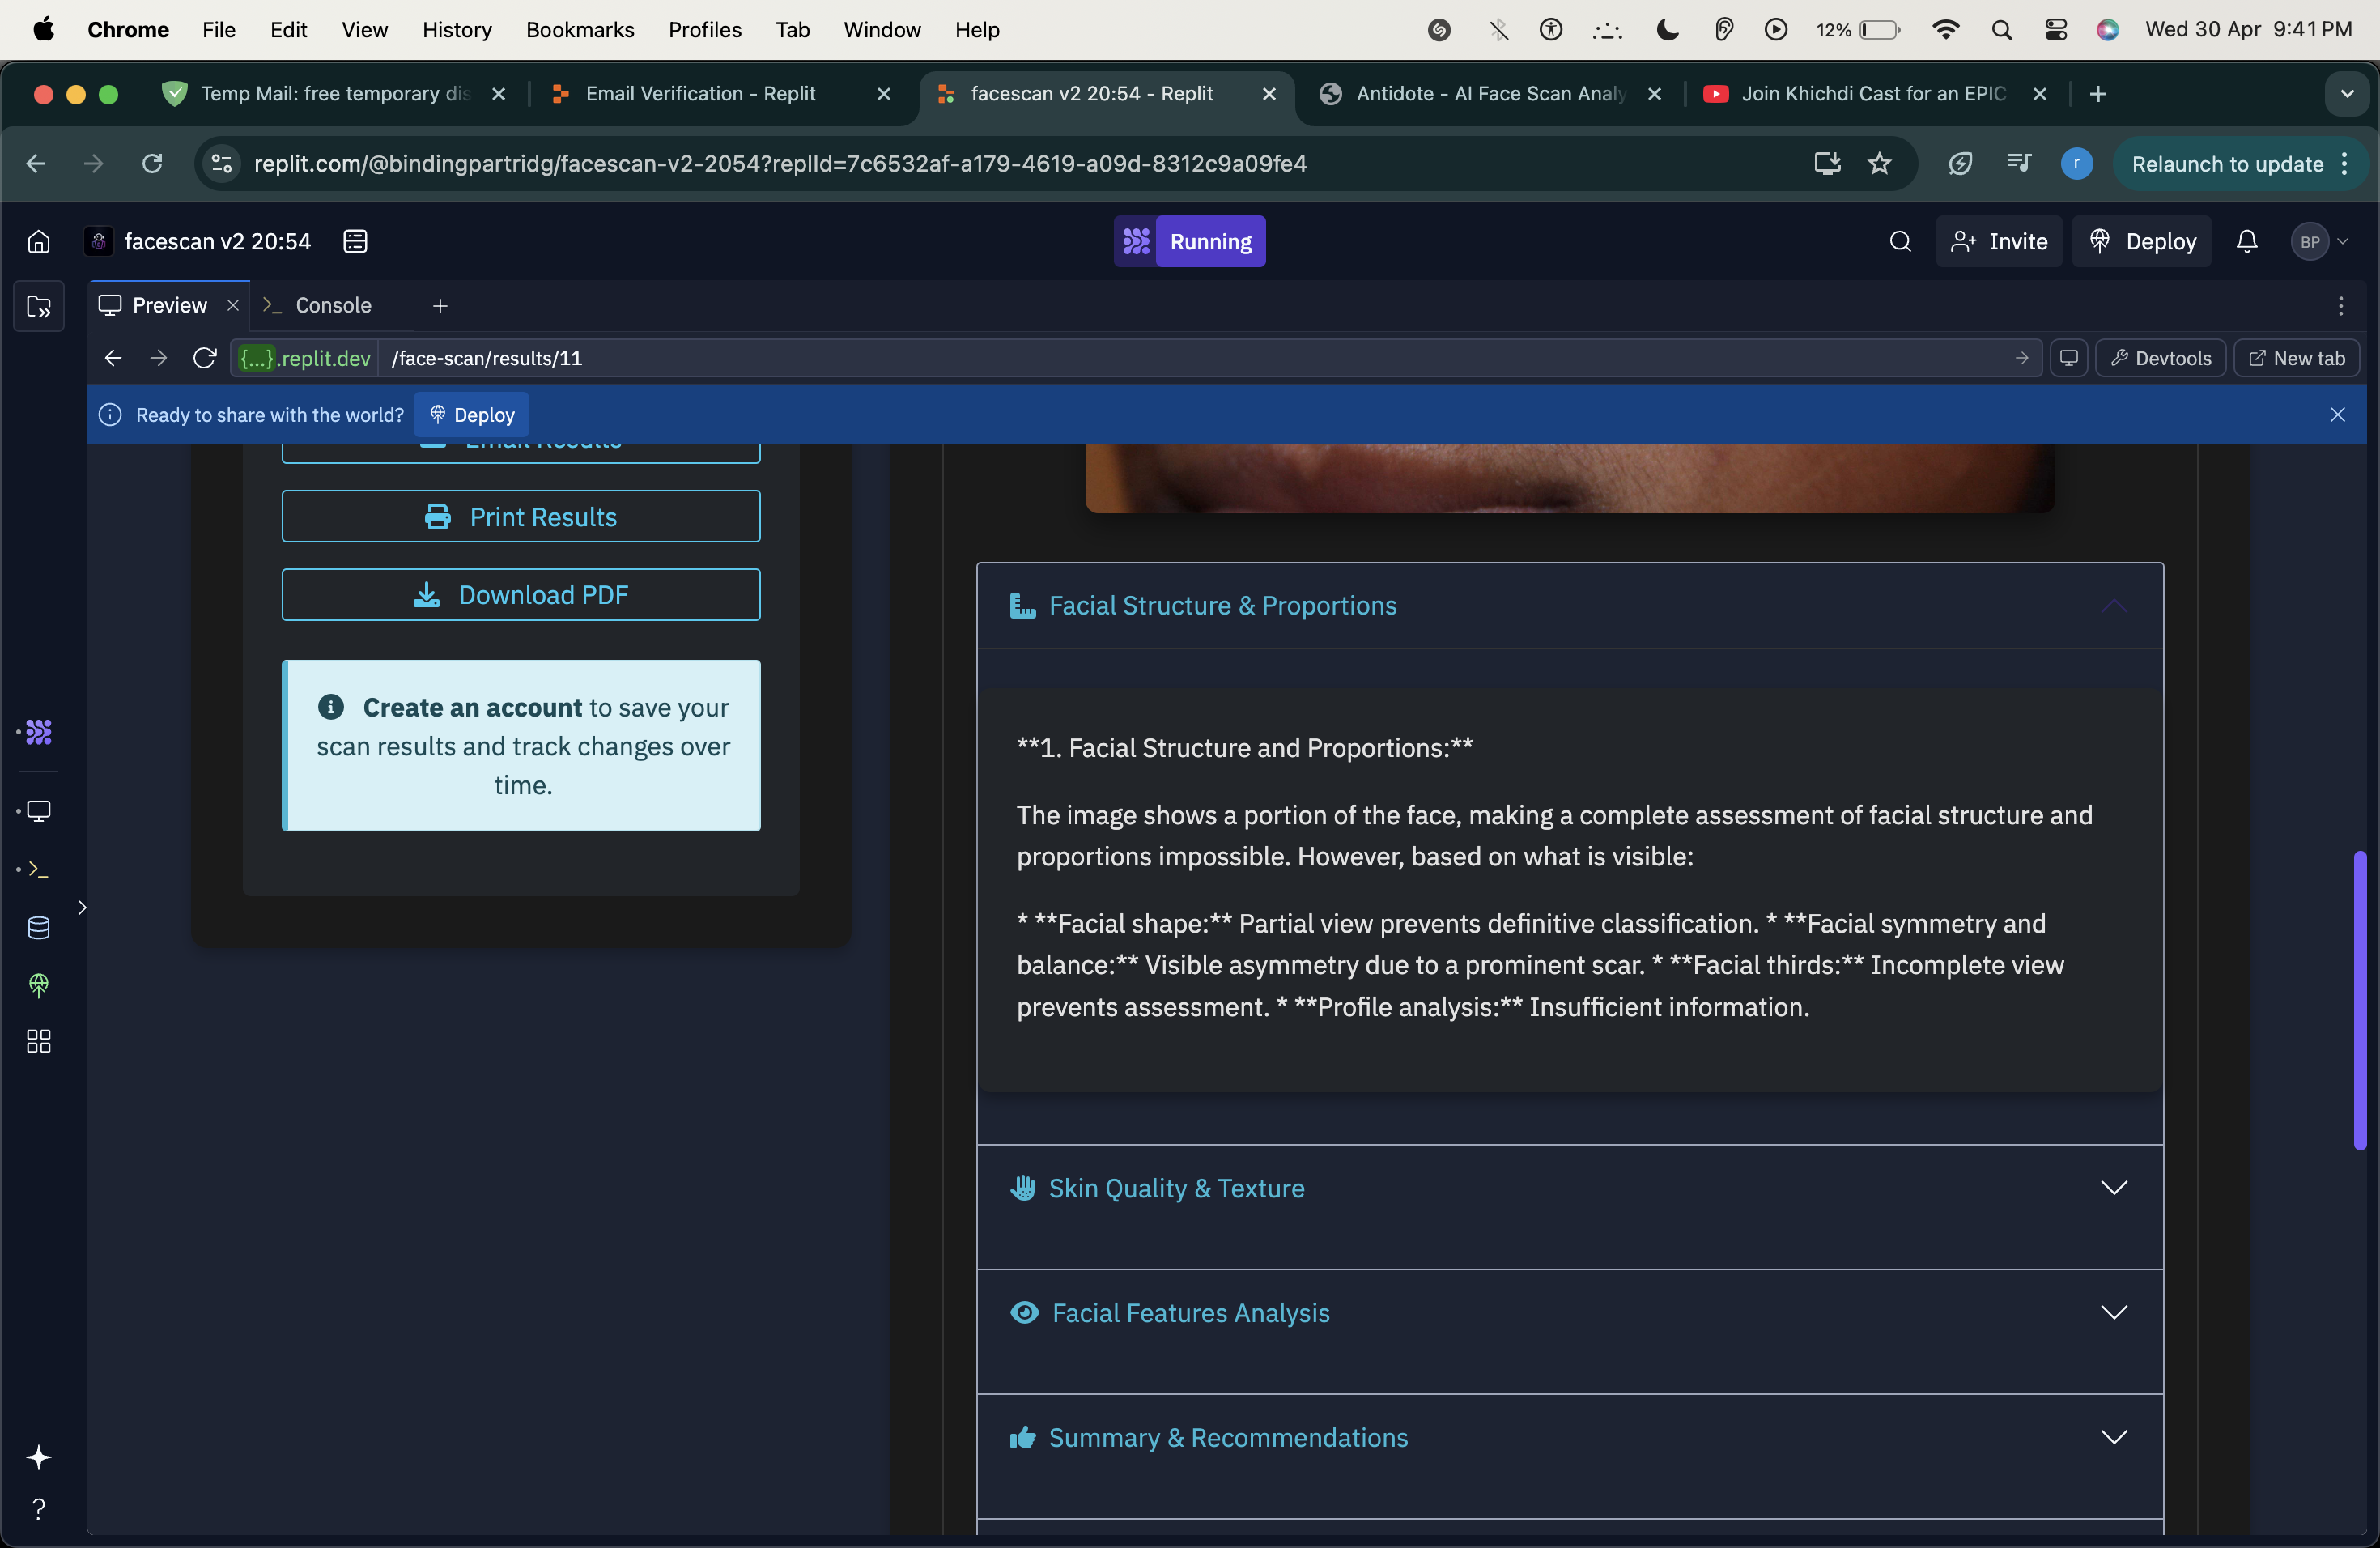 Chrome File Edit View History Bookmarks Profiles Tab Window Help 12% Wed 30 Apr 9:41 PM
Temp Mail: free temporary dis Email Verification - Replit facescan v2 20:54 - Replit Antidote - AI Face Scan Analy Join Khichdi Cast for an EPIC
replit.com/@bindingpartridg/facescan-v2-2054?replId=7c6532af-a179-4619-a09d-8312c9a09fe4 r Relaunch to update
facescan v2 20:54 Running Invite Deploy BP
Preview Console
{...}.replit.dev /face-scan/results/11 Devtools New tab
Ready to share with the world? Deploy
Email Results
Print Results
Download PDF
Create an account to save your
scan results and track changes over
time.
Facial Structure & Proportions
**1. Facial Structure and Proportions:**
The image shows a portion of the face, making a complete assessment of facial structure and
proportions impossible. However, based on what is visible:
* **Facial shape:** Partial view prevents definitive classification. * **Facial symmetry and
balance:** Visible asymmetry due to a prominent scar. * **Facial thirds:** Incomplete view
prevents assessment. * **Profile analysis:** Insufficient information.
Skin Quality & Texture
Facial Features Analysis
Summary & Recommendations